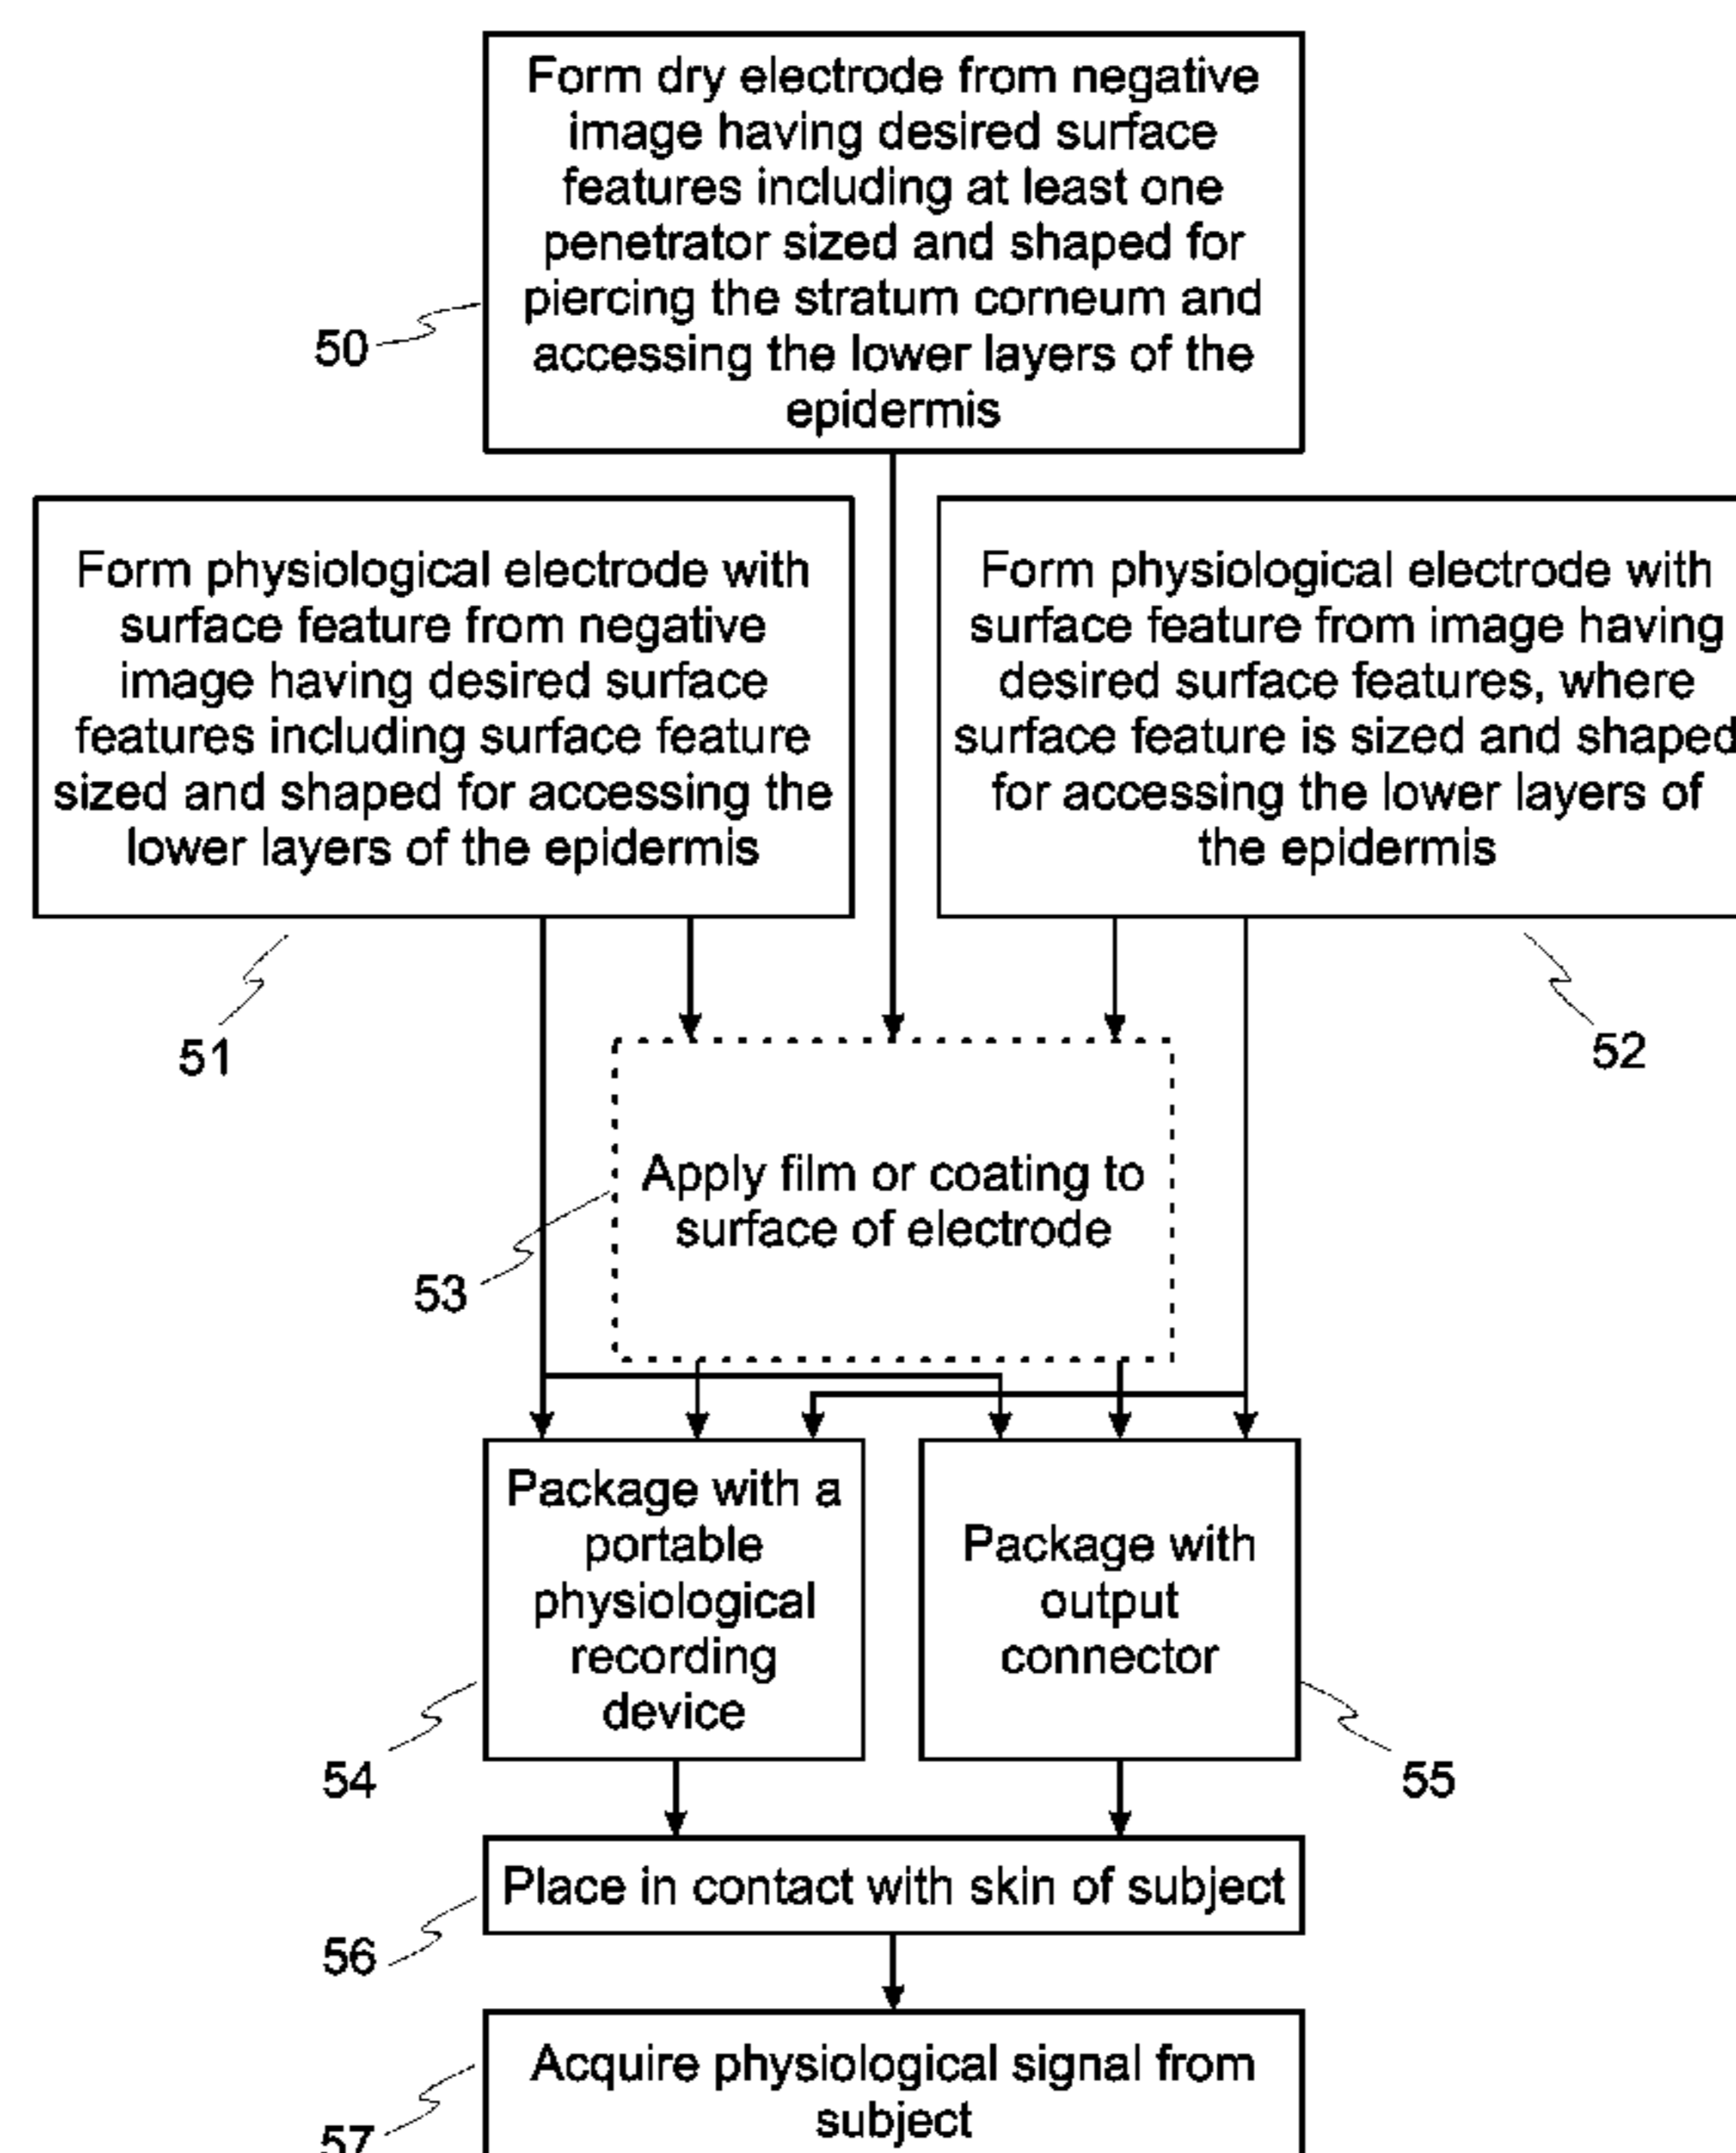 Form dry electrode from negative
image having desired surface
features including at least one
penetrator sized and shaped for
piercing the stratum corneum and
accessing the lower layers of the
epidermis
50
Form physiological electrode with
surface feature from negative
image having desired surface
features including surface feature
sized and shaped for accessing the
lower layers of the epidermis
51
Form physiological electrode with
surface feature from image having
desired surface features, where
surface feature is sized and shaped
for accessing the lower layers of
the epidermis
52
Apply film or coating to
surface of electrode
53
Package with a
portable
physiological
recording
device
54
Package with
output
connector
55
Place in contact with skin of subject
56
Acquire physiological signal from
subject
57